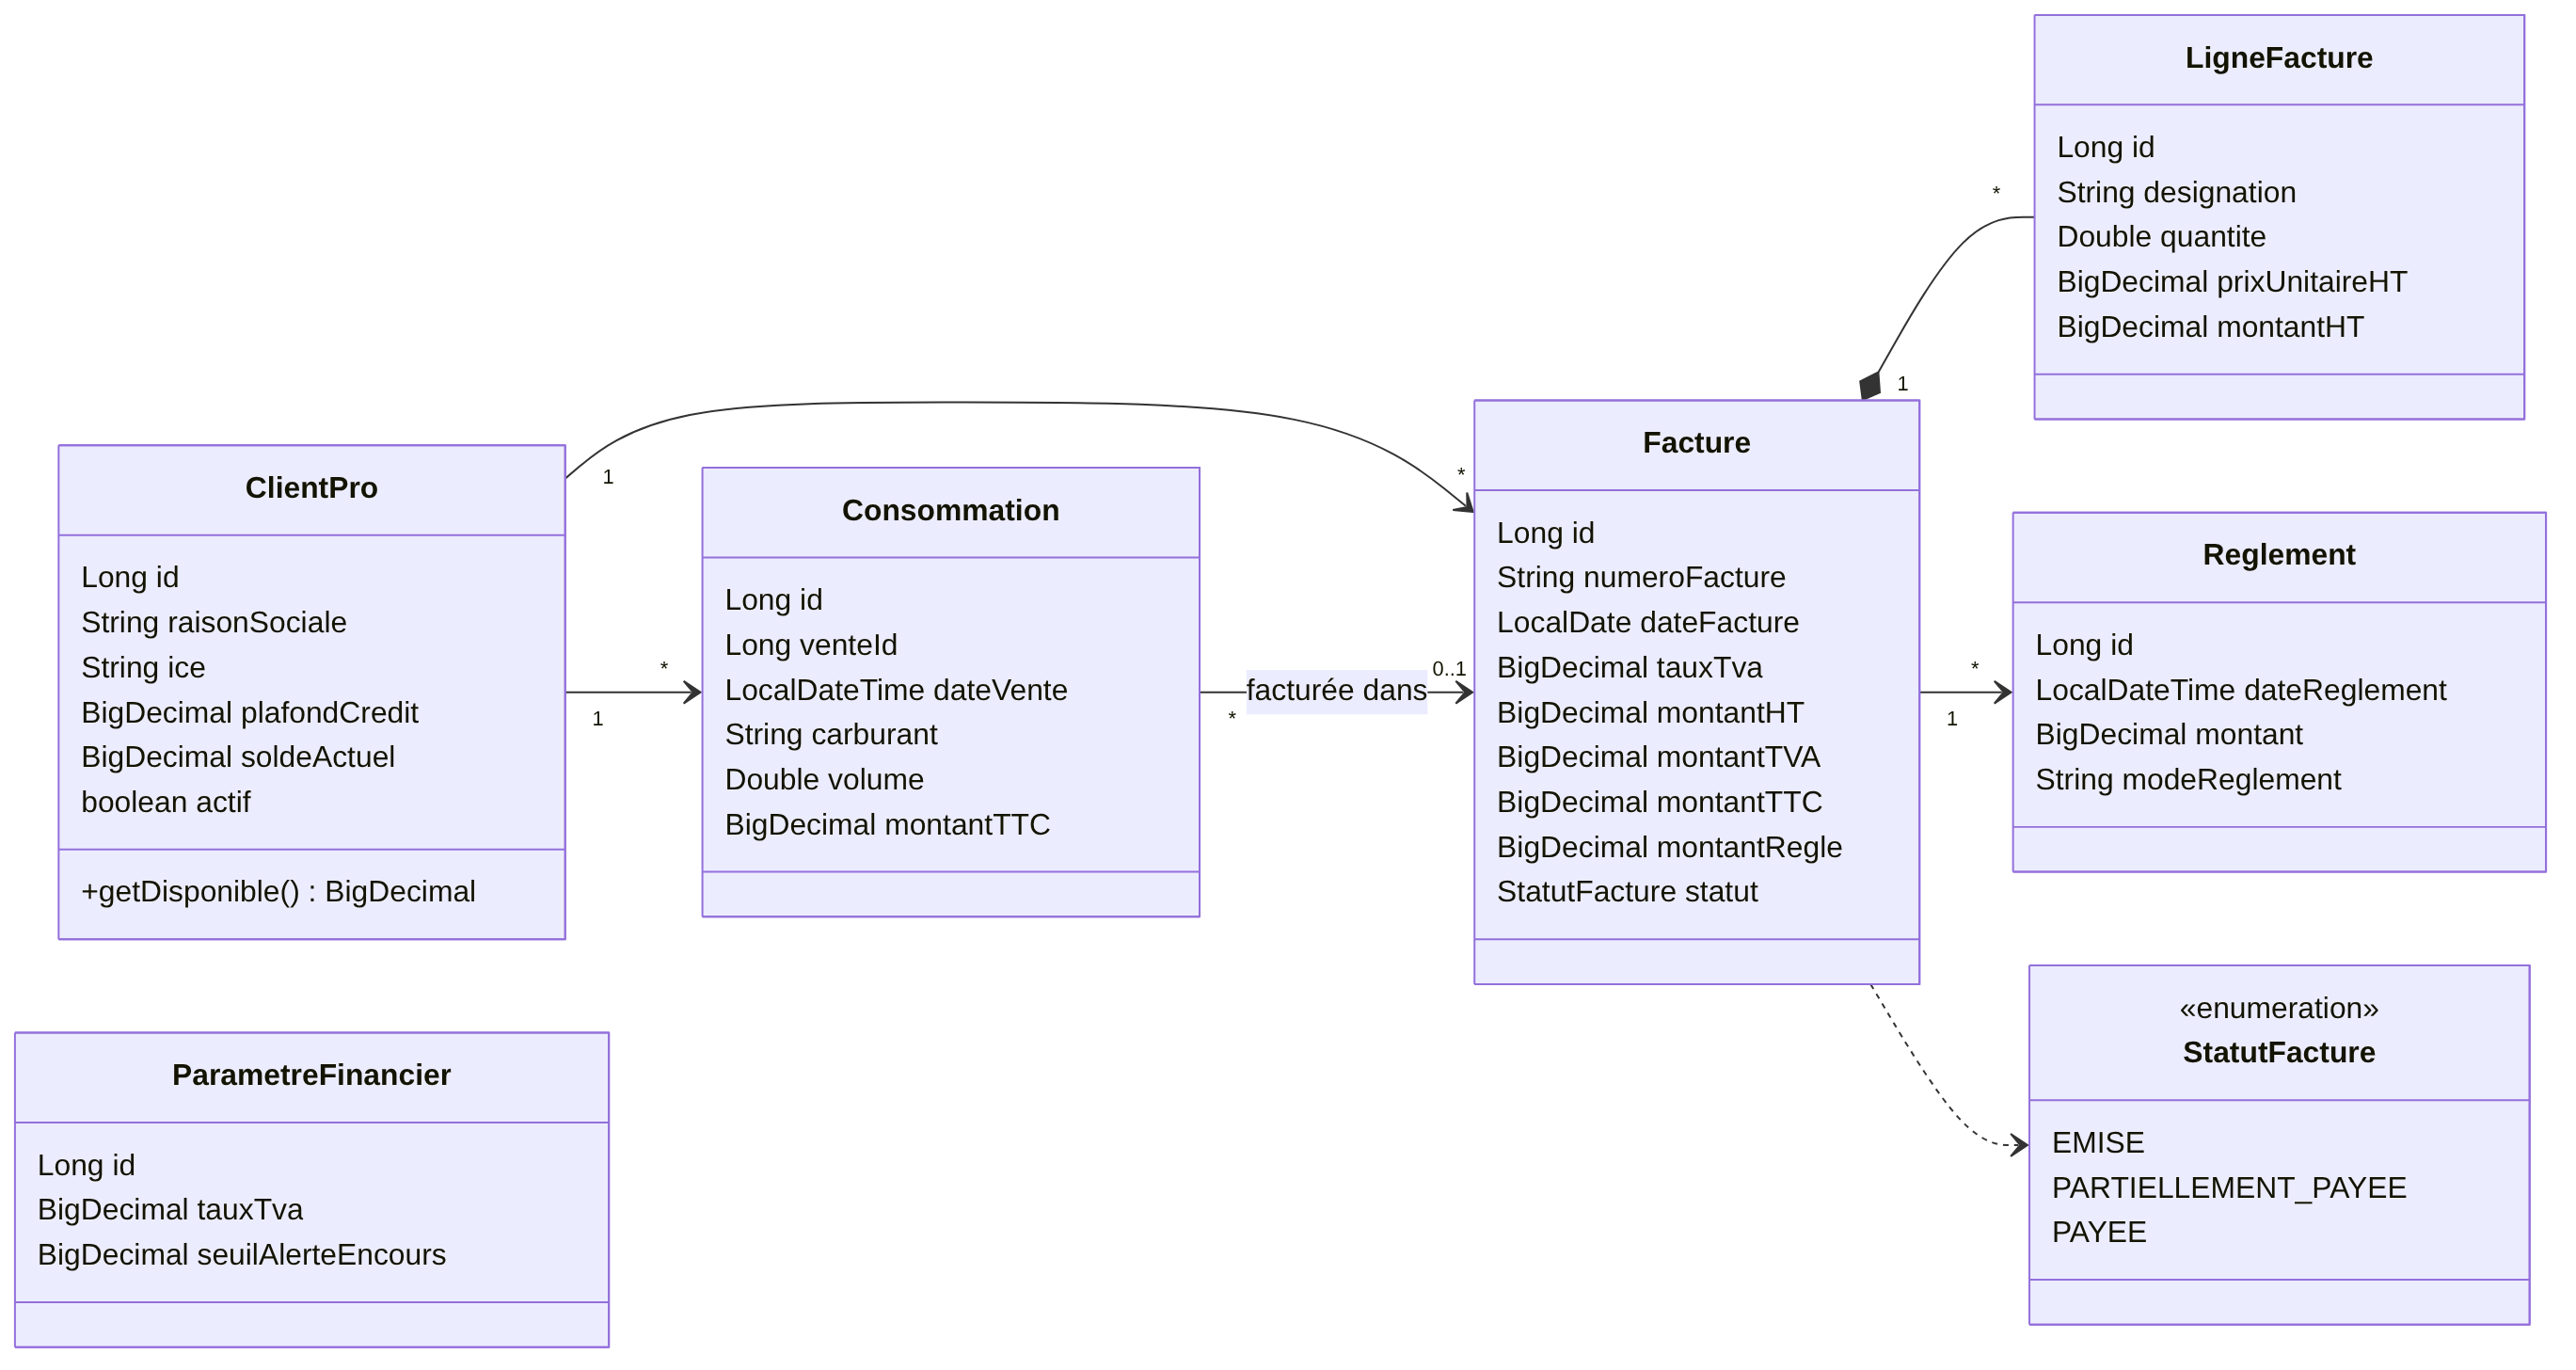 ClientPro
Long id
String raisonSociale
String ice
BigDecimal plafondCredit
BigDecimal soldeActuel
boolean actif
+getDisponible() : BigDecimal
1
*
1
*
Consommation
Long id
Long venteId
LocalDateTime dateVente
String carburant
Double volume
BigDecimal montantTTC
*
facturée dans
0..1
Facture
Long id
String numeroFacture
LocalDate dateFacture
BigDecimal tauxTva
BigDecimal montantHT
BigDecimal montantTVA
BigDecimal montantTTC
BigDecimal montantRegle
StatutFacture statut
1
*
1
*
LigneFacture
Long id
String designation
Double quantite
BigDecimal prixUnitaireHT
BigDecimal montantHT
Reglement
Long id
LocalDateTime dateReglement
BigDecimal montant
String modeReglement
«enumeration»
StatutFacture
EMISE
PARTIELLEMENT_PAYEE
PAYEE
ParametreFinancier
Long id
BigDecimal tauxTva
BigDecimal seuilAlerteEncours